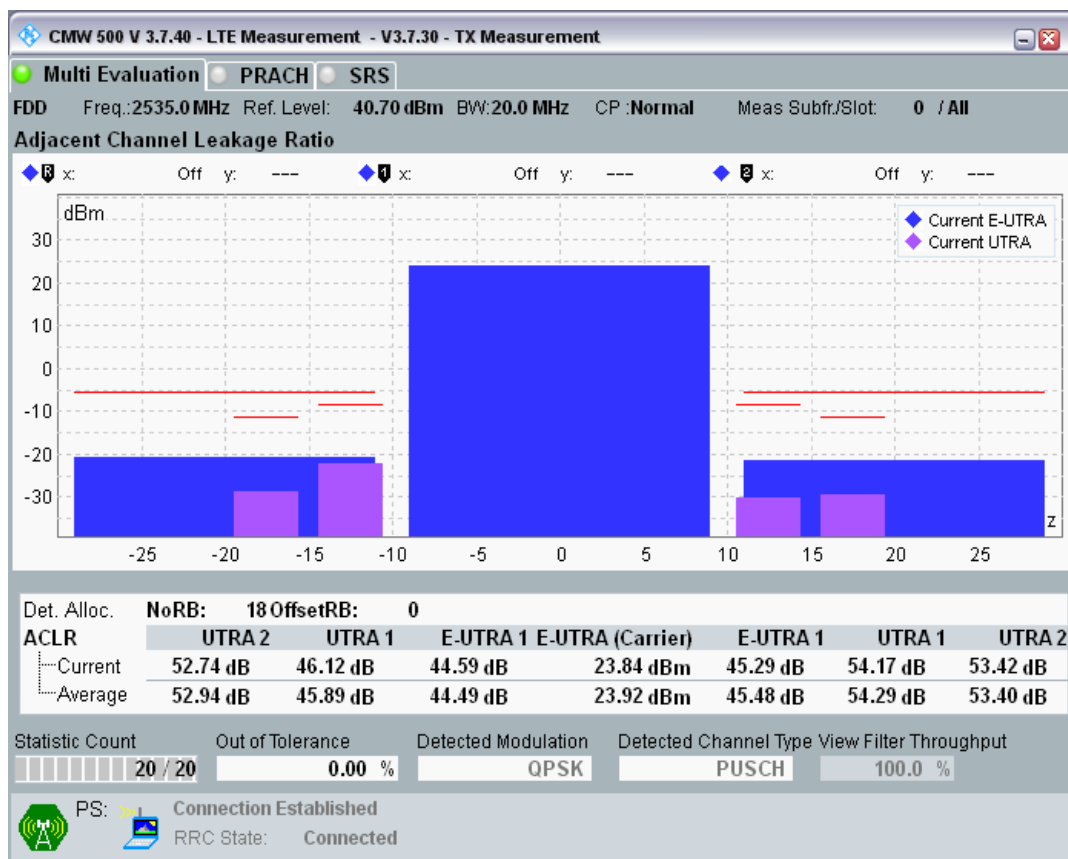 CMW 500 V 3.7.40 - LTE Measurement - V3.7.30 - TX Measurement
Multi Evaluation PRACH SRS
FDD Freq.:2535.0 MHz Ref. Level: 40.70 dBm BW:20.0 MHz CP :Normal Meas Subfr./Slot: 0 / All
Adjacent Channel Leakage Ratio
R x: Off y: --- 1 x: Off y: --- 2 x: Off y: ---
dBm
Current E-UTRA
Current UTRA
30
20
10
0
-10
-20
-30
z
-25 -20 -15 -10 -5 0 5 10 15 20 25
Det. Alloc. NoRB: 18 OffsetRB: 0
ACLR UTRA 2 UTRA 1 E-UTRA 1 E-UTRA (Carrier) E-UTRA 1 UTRA 1 UTRA 2
Current 52.74 dB 46.12 dB 44.59 dB 23.84 dBm 45.29 dB 54.17 dB 53.42 dB
Average 52.94 dB 45.89 dB 44.49 dB 23.92 dBm 45.48 dB 54.29 dB 53.40 dB
Statistic Count Out of Tolerance Detected Modulation Detected Channel Type View Filter Throughput
20 / 20 0.00 % QPSK PUSCH 100.0 %
PS: Connection Established
RRC State: Connected